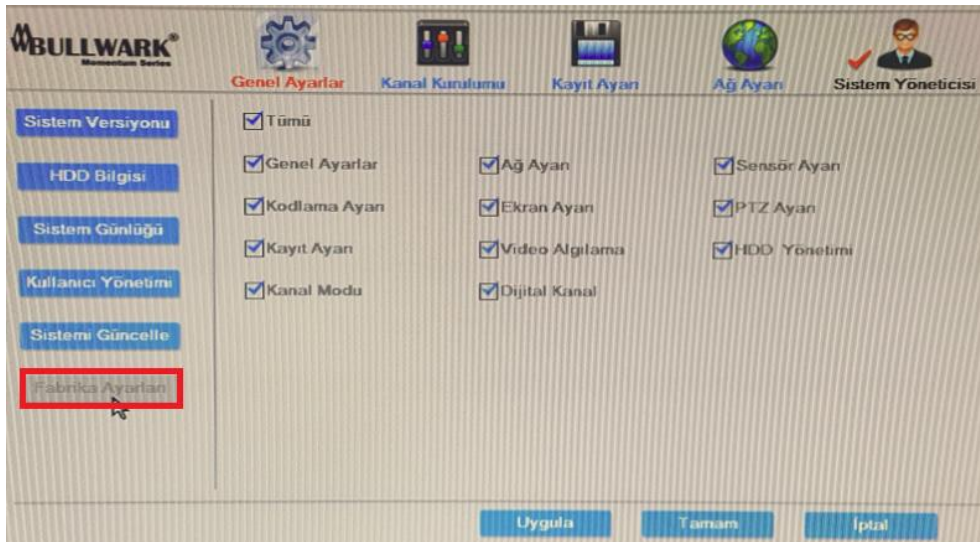 BULLWARK®
Momentum Series
Genel Ayarlar
Kanal Kurulumu
Kayıt Ayarı
Ağ Ayarı
Sistem Yöneticisi
Sistem Versiyonu
HDD Bilgisi
Sistem Günlüğü
Kullanıcı Yönetimi
Sistemi Güncelle
Fabrika Ayarları
Tümü
Genel Ayarlar Ağ Ayarı Sensör Ayarı
Kodlama Ayarı Ekran Ayarı PTZ Ayarı
Kayıt Ayarı Video Algılama HDD Yönetimi
Kanal Modu Dijital Kanal
Uygula Tamam İptal